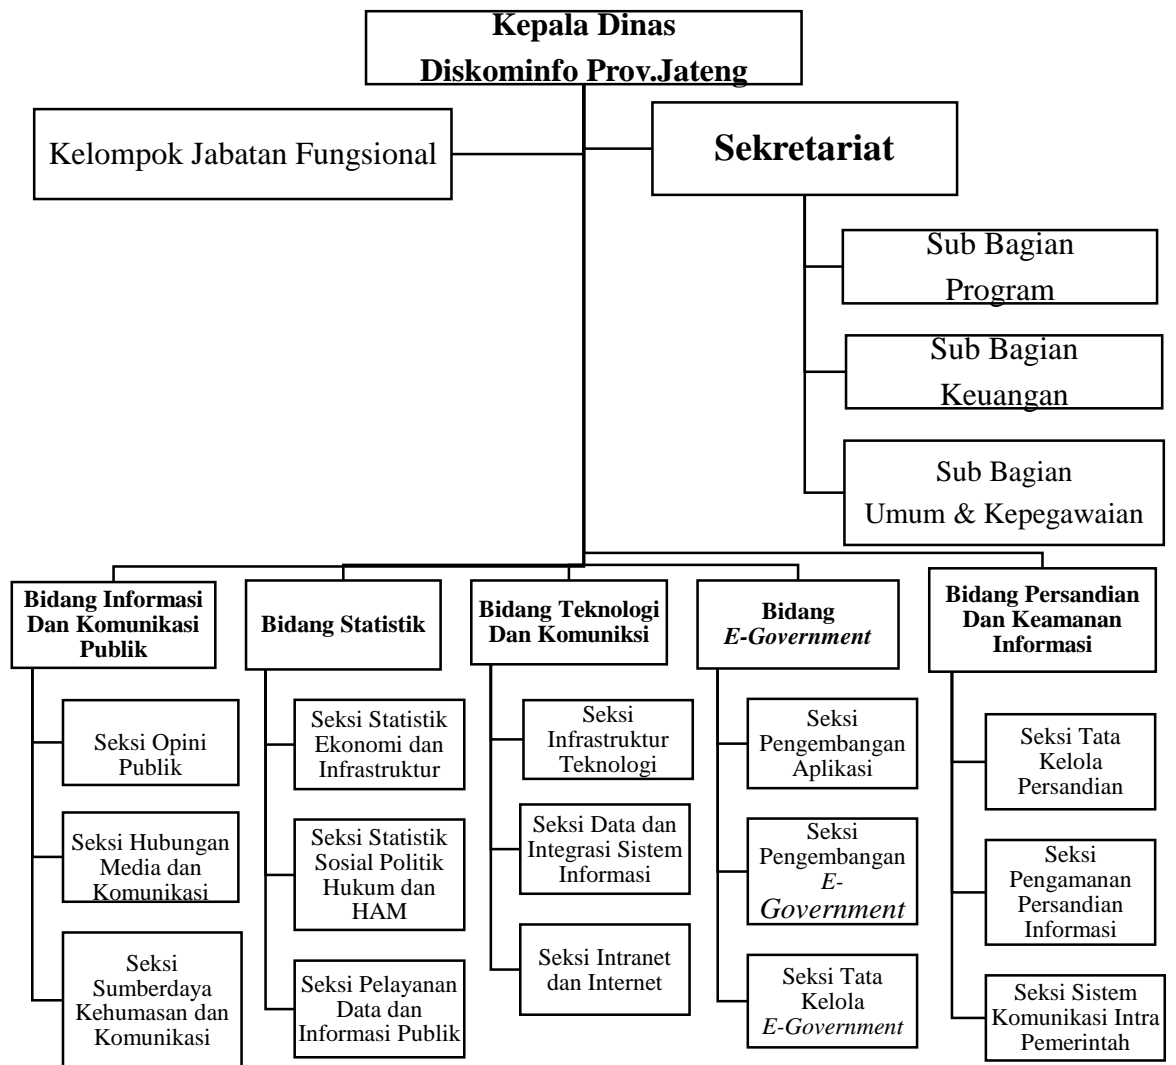 Kepala Dinas
Diskominfo Prov.Jateng
Kelompok Jabatan Fungsional
Sekretariat
Sub Bagian
Program
Sub Bagian
Keuangan
Sub Bagian
Umum & Kepegawaian
Bidang Informasi
Dan Komunikasi
Publik
Seksi Opini
Publik
Seksi Hubungan
Media dan
Komunikasi
Seksi
Sumberdaya
Kehumasan dan
Komunikasi
Bidang Statistik
Seksi Statistik
Ekonomi dan
Infrastruktur
Seksi Statistik
Sosial Politik
Hukum dan
HAM
Seksi Pelayanan
Data dan
Informasi Publik
Bidang Teknologi
Dan Komuniksi
Seksi
Infrastruktur
Teknologi
Seksi Data dan
Integrasi Sistem
Informasi
Seksi Intranet
dan Internet
Bidang
E-Government
Seksi
Pengembangan
Aplikasi
Seksi
Pengembangan
E-
Government
Seksi Tata
Kelola
E-Government
Bidang Persandian
Dan Keamanan
Informasi
Seksi Tata
Kelola
Persandian
Seksi
Pengamanan
Persandian
Informasi
Seksi Sistem
Komunikasi Intra
Pemerintah